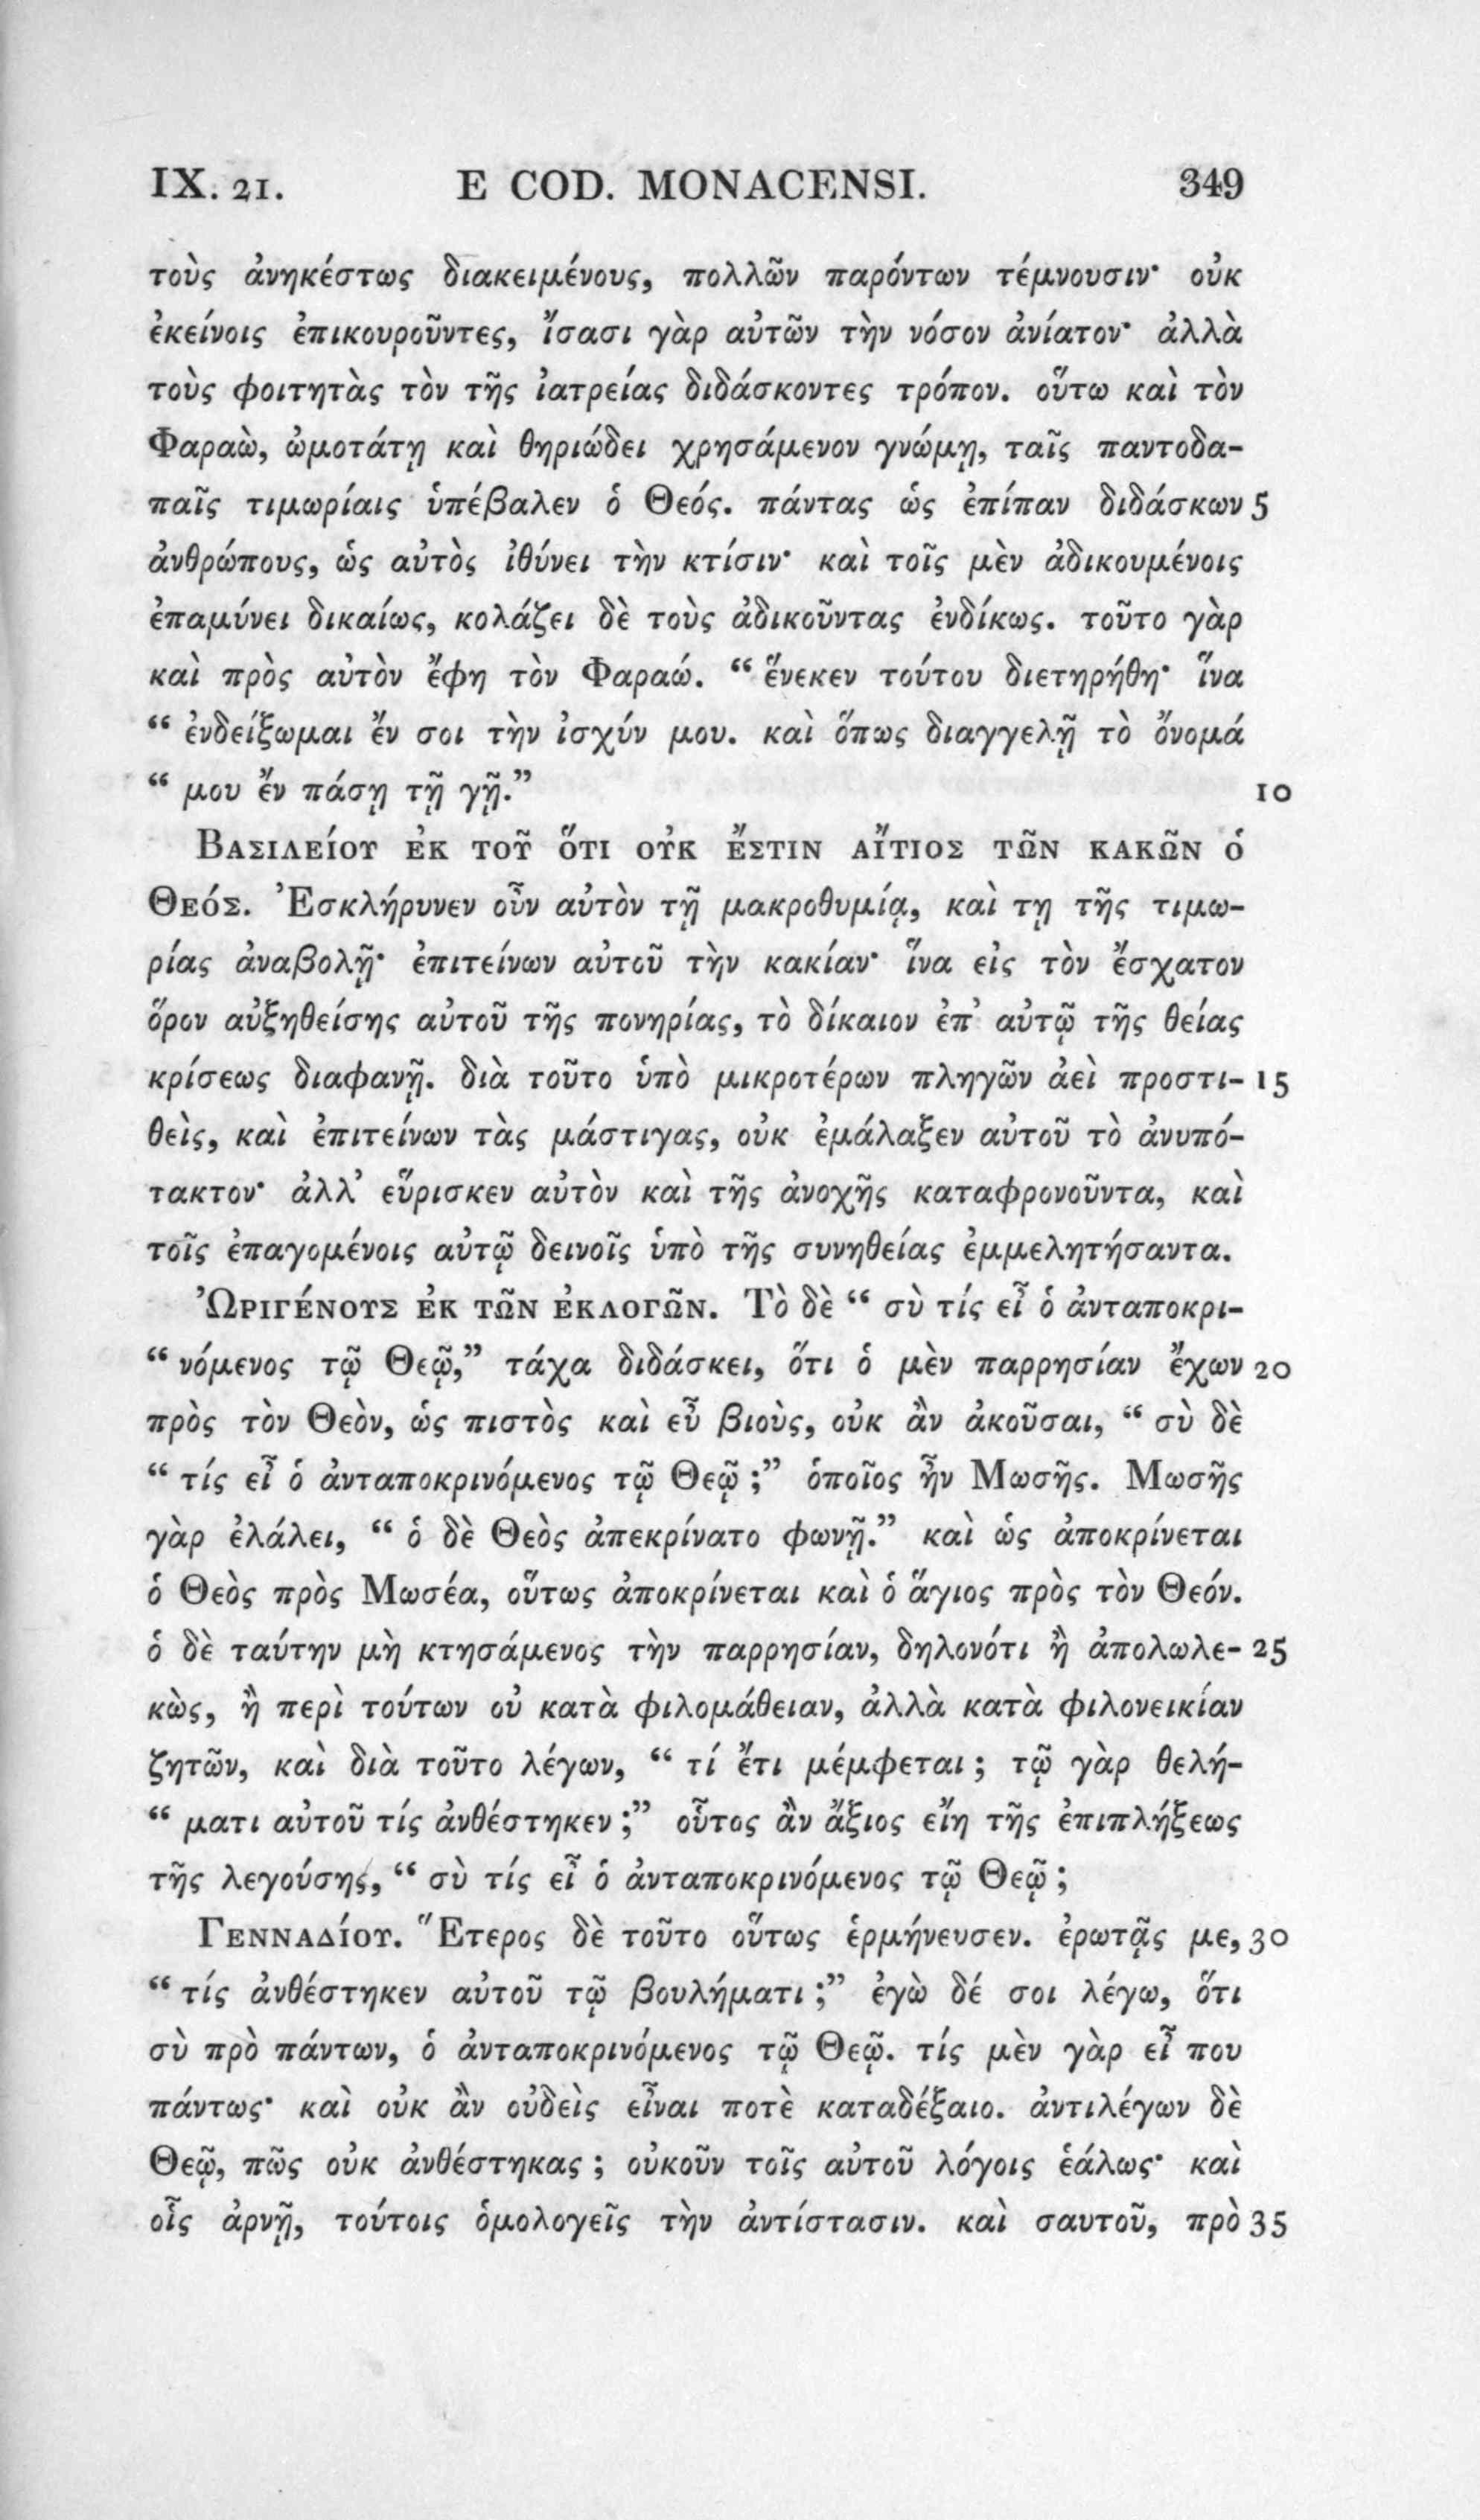 IX. 21. E COD. MONACENSI. 349
τοὺς ἀνηκέστως διακειμένους, πολλῶν παρόντων τέμνουσιν· οὐκ
ἐκείνοις ἐπικουροῦντες, ἴσασι γὰρ αὐτῶν τὴν νόσον ἀνίατον· ἀλλὰ
τοὺς φοιτητὰς τὸν τῆς ἰατρείας διδάσκοντες τρόπον. οὕτω καὶ τὸν
Φαραὼ, ὠμοτάτῃ καὶ θηριώδει χρησάμενον γνώμῃ, ταῖς παντοδα-
παῖς τιμωρίαις ὑπέβαλεν ὁ Θεός. πάντας ὡς ἐπίπαν διδάσκων 5
ἀνθρώπους, ὡς αὐτὸς ἰθύνει τὴν κτίσιν· καὶ τοῖς μὲν ἀδικουμένοις
ἐπαμύνει δικαίως, κολάζει δὲ τοὺς ἀδικοῦντας ἐνδίκως. τοῦτο γὰρ
καὶ πρὸς αὐτὸν ἔφη τὸν Φαραώ. “ ἕνεκεν τούτου διετηρήθη· ἵνα
“ ἐνδείξωμαι ἔν σοι τὴν ἰσχύν μου. καὶ ὅπως διαγγελῇ τὸ ὄνομά
“ μου ἔν πάσῃ τῇ γῇ.” 10
Βασιλείου ἐκ τοῦ ὅτι οὐκ ἔστιν αἴτιος τῶν κακῶν ὁ
Θεός. Ἐσκλήρυνεν οὖν αὐτὸν τῇ μακροθυμίᾳ, καὶ τῃ τῆς τιμω-
ρίας ἀναβολῇ· ἐπιτείνων αὐτοῦ τὴν κακίαν· ἵνα εἰς τὸν ἔσχατον
ὅρον αὐξηθείσης αὐτοῦ τῆς πονηρίας, τὸ δίκαιον ἐπ’ αὐτῷ τῆς θείας
κρίσεως διαφανῇ. διὰ τοῦτο ὑπὸ μικροτέρων πληγῶν ἀεὶ προστι- 15
θεὶς, καὶ ἐπιτείνων τὰς μάστιγας, οὐκ ἐμάλαξεν αὐτοῦ τὸ ἀνυπό-
τακτον· ἀλλ’ εὕρισκεν αὐτὸν καὶ τῆς ἀνοχῆς καταφρονοῦντα, καὶ
τοῖς ἐπαγομένοις αὐτῷ δεινοῖς ὑπὸ τῆς συνηθείας ἐμμελητήσαντα.
Ὠριγένους ἐκ τῶν ἐκλογῶν. Τὸ δὲ “ σὺ τίς εἶ ὁ ἀνταποκρι-
“ νόμενος τῷ Θεῷ,” τάχα διδάσκει, ὅτι ὁ μὲν παρρησίαν ἔχων 20
πρὸς τὸν Θεὸν, ὡς πιστὸς καὶ εὖ βιοὺς, οὐκ ἂν ἀκοῦσαι, “ σὺ δὲ
“ τίς εἶ ὁ ἀνταποκρινόμενος τῷ Θεῷ ;” ὁποῖος ἦν Μωσῆς. Μωσῆς
γὰρ ἐλάλει, “ ὁ δὲ Θεὸς ἀπεκρίνατο φωνῇ.” καὶ ὡς ἀποκρίνεται
ὁ Θεὸς πρὸς Μωσέα, οὕτως ἀποκρίνεται καὶ ὁ ἅγιος πρὸς τὸν Θεόν.
ὁ δὲ ταύτην μὴ κτησάμενος τὴν παρρησίαν, δηλονότι ἢ ἀπολωλε- 25
κὼς, ἢ περὶ τούτων οὐ κατὰ φιλομάθειαν, ἀλλὰ κατὰ φιλονεικίαν
ζητῶν, καὶ διὰ τοῦτο λέγων, “ τί ἔτι μέμφεται ; τῷ γὰρ θελή-
“ ματι αὐτοῦ τίς ἀνθέστηκεν ;” οὗτος ἂν ἄξιος εἴη τῆς ἐπιπλήξεως
τῆς λεγούσης, “ σὺ τίς εἶ ὁ ἀνταποκρινόμενος τῷ Θεῷ ;
Γενναδίου. Ἕτερος δὲ τοῦτο οὕτως ἑρμήνευσεν. ἐρωτᾷς με, 30
“ τίς ἀνθέστηκεν αὐτοῦ τῷ βουλήματι ;” ἐγὼ δέ σοι λέγω, ὅτι
σὺ πρὸ πάντων, ὁ ἀνταποκρινόμενος τῷ Θεῷ. τίς μὲν γὰρ εἶ που
πάντως· καὶ οὐκ ἂν οὐδεὶς εἶναι ποτὲ καταδέξαιο. ἀντιλέγων δὲ
Θεῷ, πῶς οὐκ ἀνθέστηκας ; οὐκοῦν τοῖς αὐτοῦ λόγοις ἑάλως· καὶ
οἷς ἀρνῇ, τούτοις ὁμολογεῖς τὴν ἀντίστασιν. καὶ σαυτοῦ, πρὸ 35